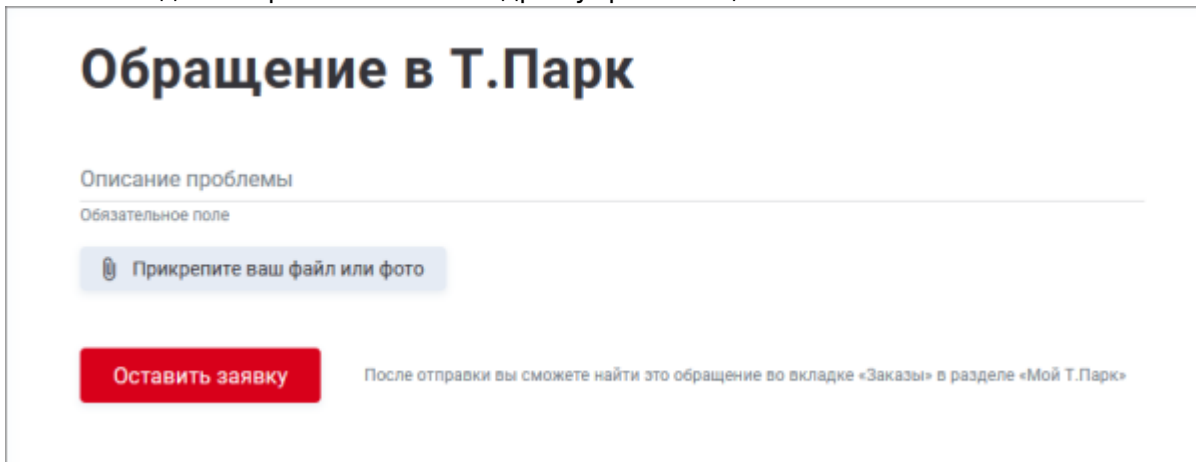 Обращение в Т.Парк
Описание проблемы
Обязательное поле
Прикрепите ваш файл или фото
Оставить заявку
После отправки вы сможете найти это обращение во вкладке «Заказы» в разделе «Мой Т.Парк»